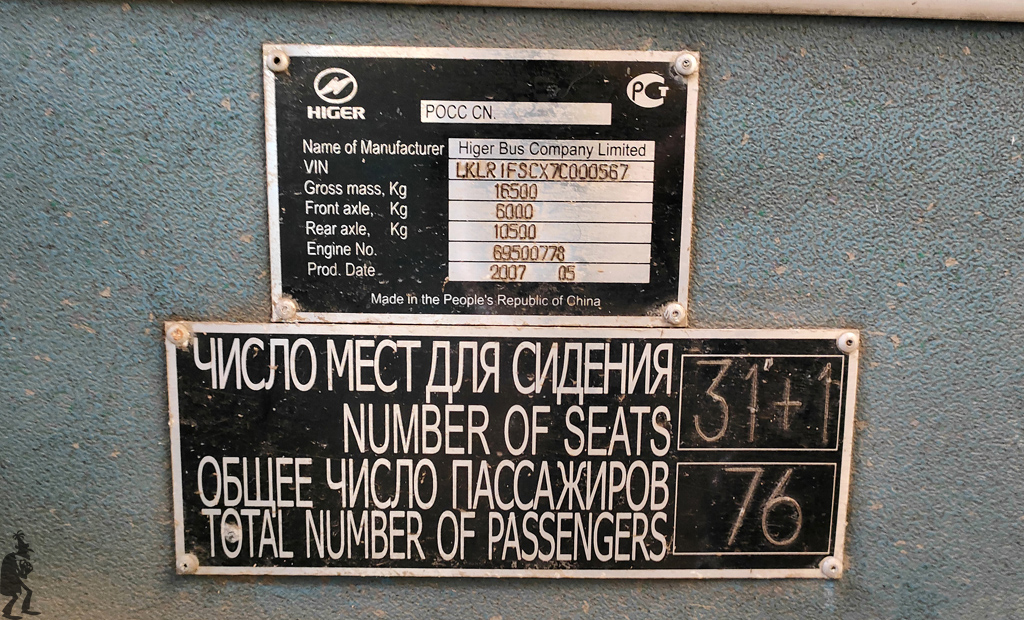 HIGER
РСТ
РОСС CN.
Name of Manufacturer Higer Bus Company Limited
VIN LKLR1FSCX7C000567
Gross mass, Kg 16500
Front axle, Kg 6000
Rear axle, Kg 10500
Engine No. 69500778
Prod. Date 2007 05
Made in the People's Republic of China
ЧИСЛО МЕСТ ДЛЯ СИДЕНИЯ 31+1
NUMBER OF SEATS
ОБЩЕЕ ЧИСЛО ПАССАЖИРОВ 76
TOTAL NUMBER OF PASSENGERS